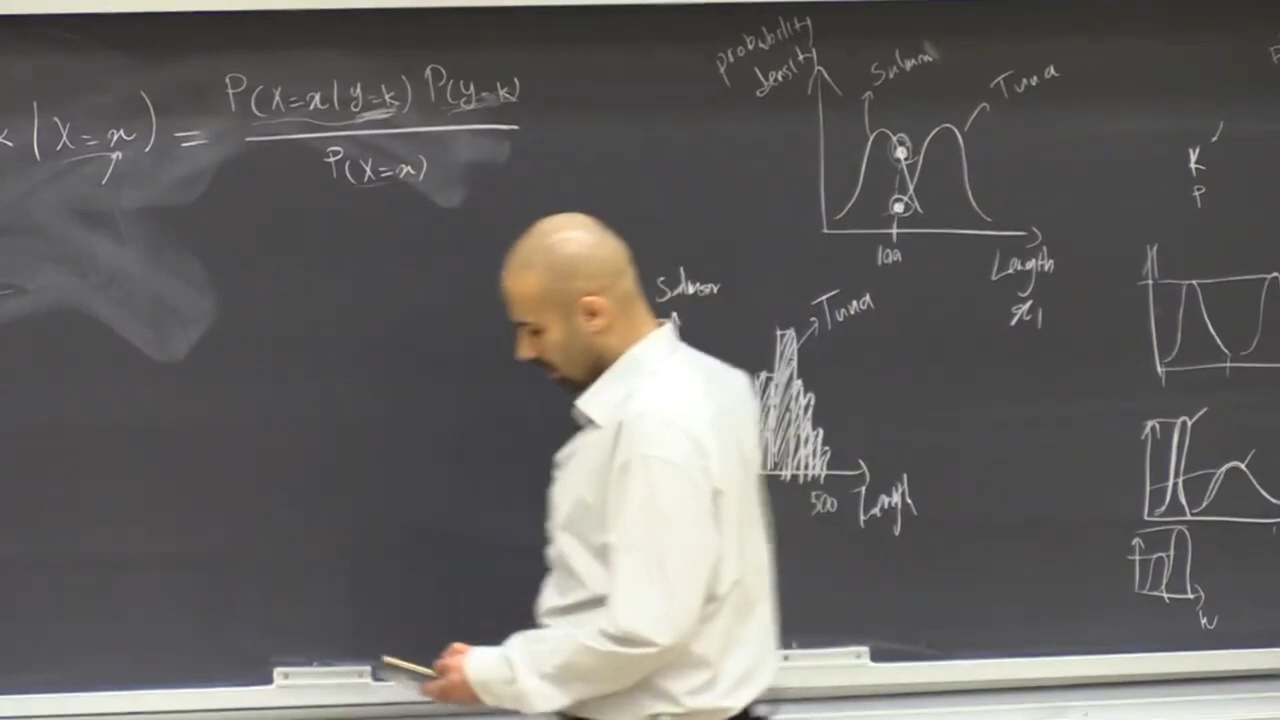 | X = x) = P(X=x | y=k) P(y=k)
P(X=x)
probability
density
Salmon
Tuna
100
Length
x₁
Salmon
Tuna
500
Length
K
P
w